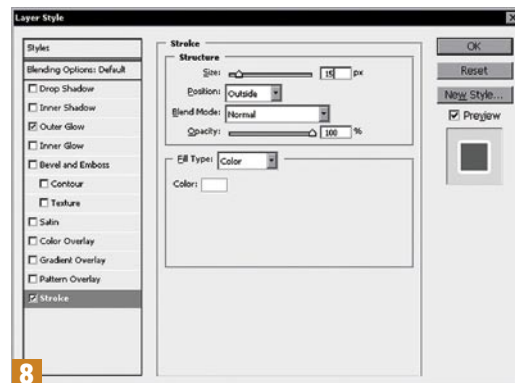 Layer Style
Styles
Blending Options: Default
Drop Shadow
Inner Shadow
Outer Glow
Inner Glow
Bevel and Emboss
Contour
Texture
Satin
Color Overlay
Gradient Overlay
Pattern Overlay
Stroke
Stroke
Structure
Size: 15 px
Position: Outside
Blend Mode: Normal
Opacity: 100 %
Fill Type: Color
Color:
OK
Reset
New Style...
Preview
8